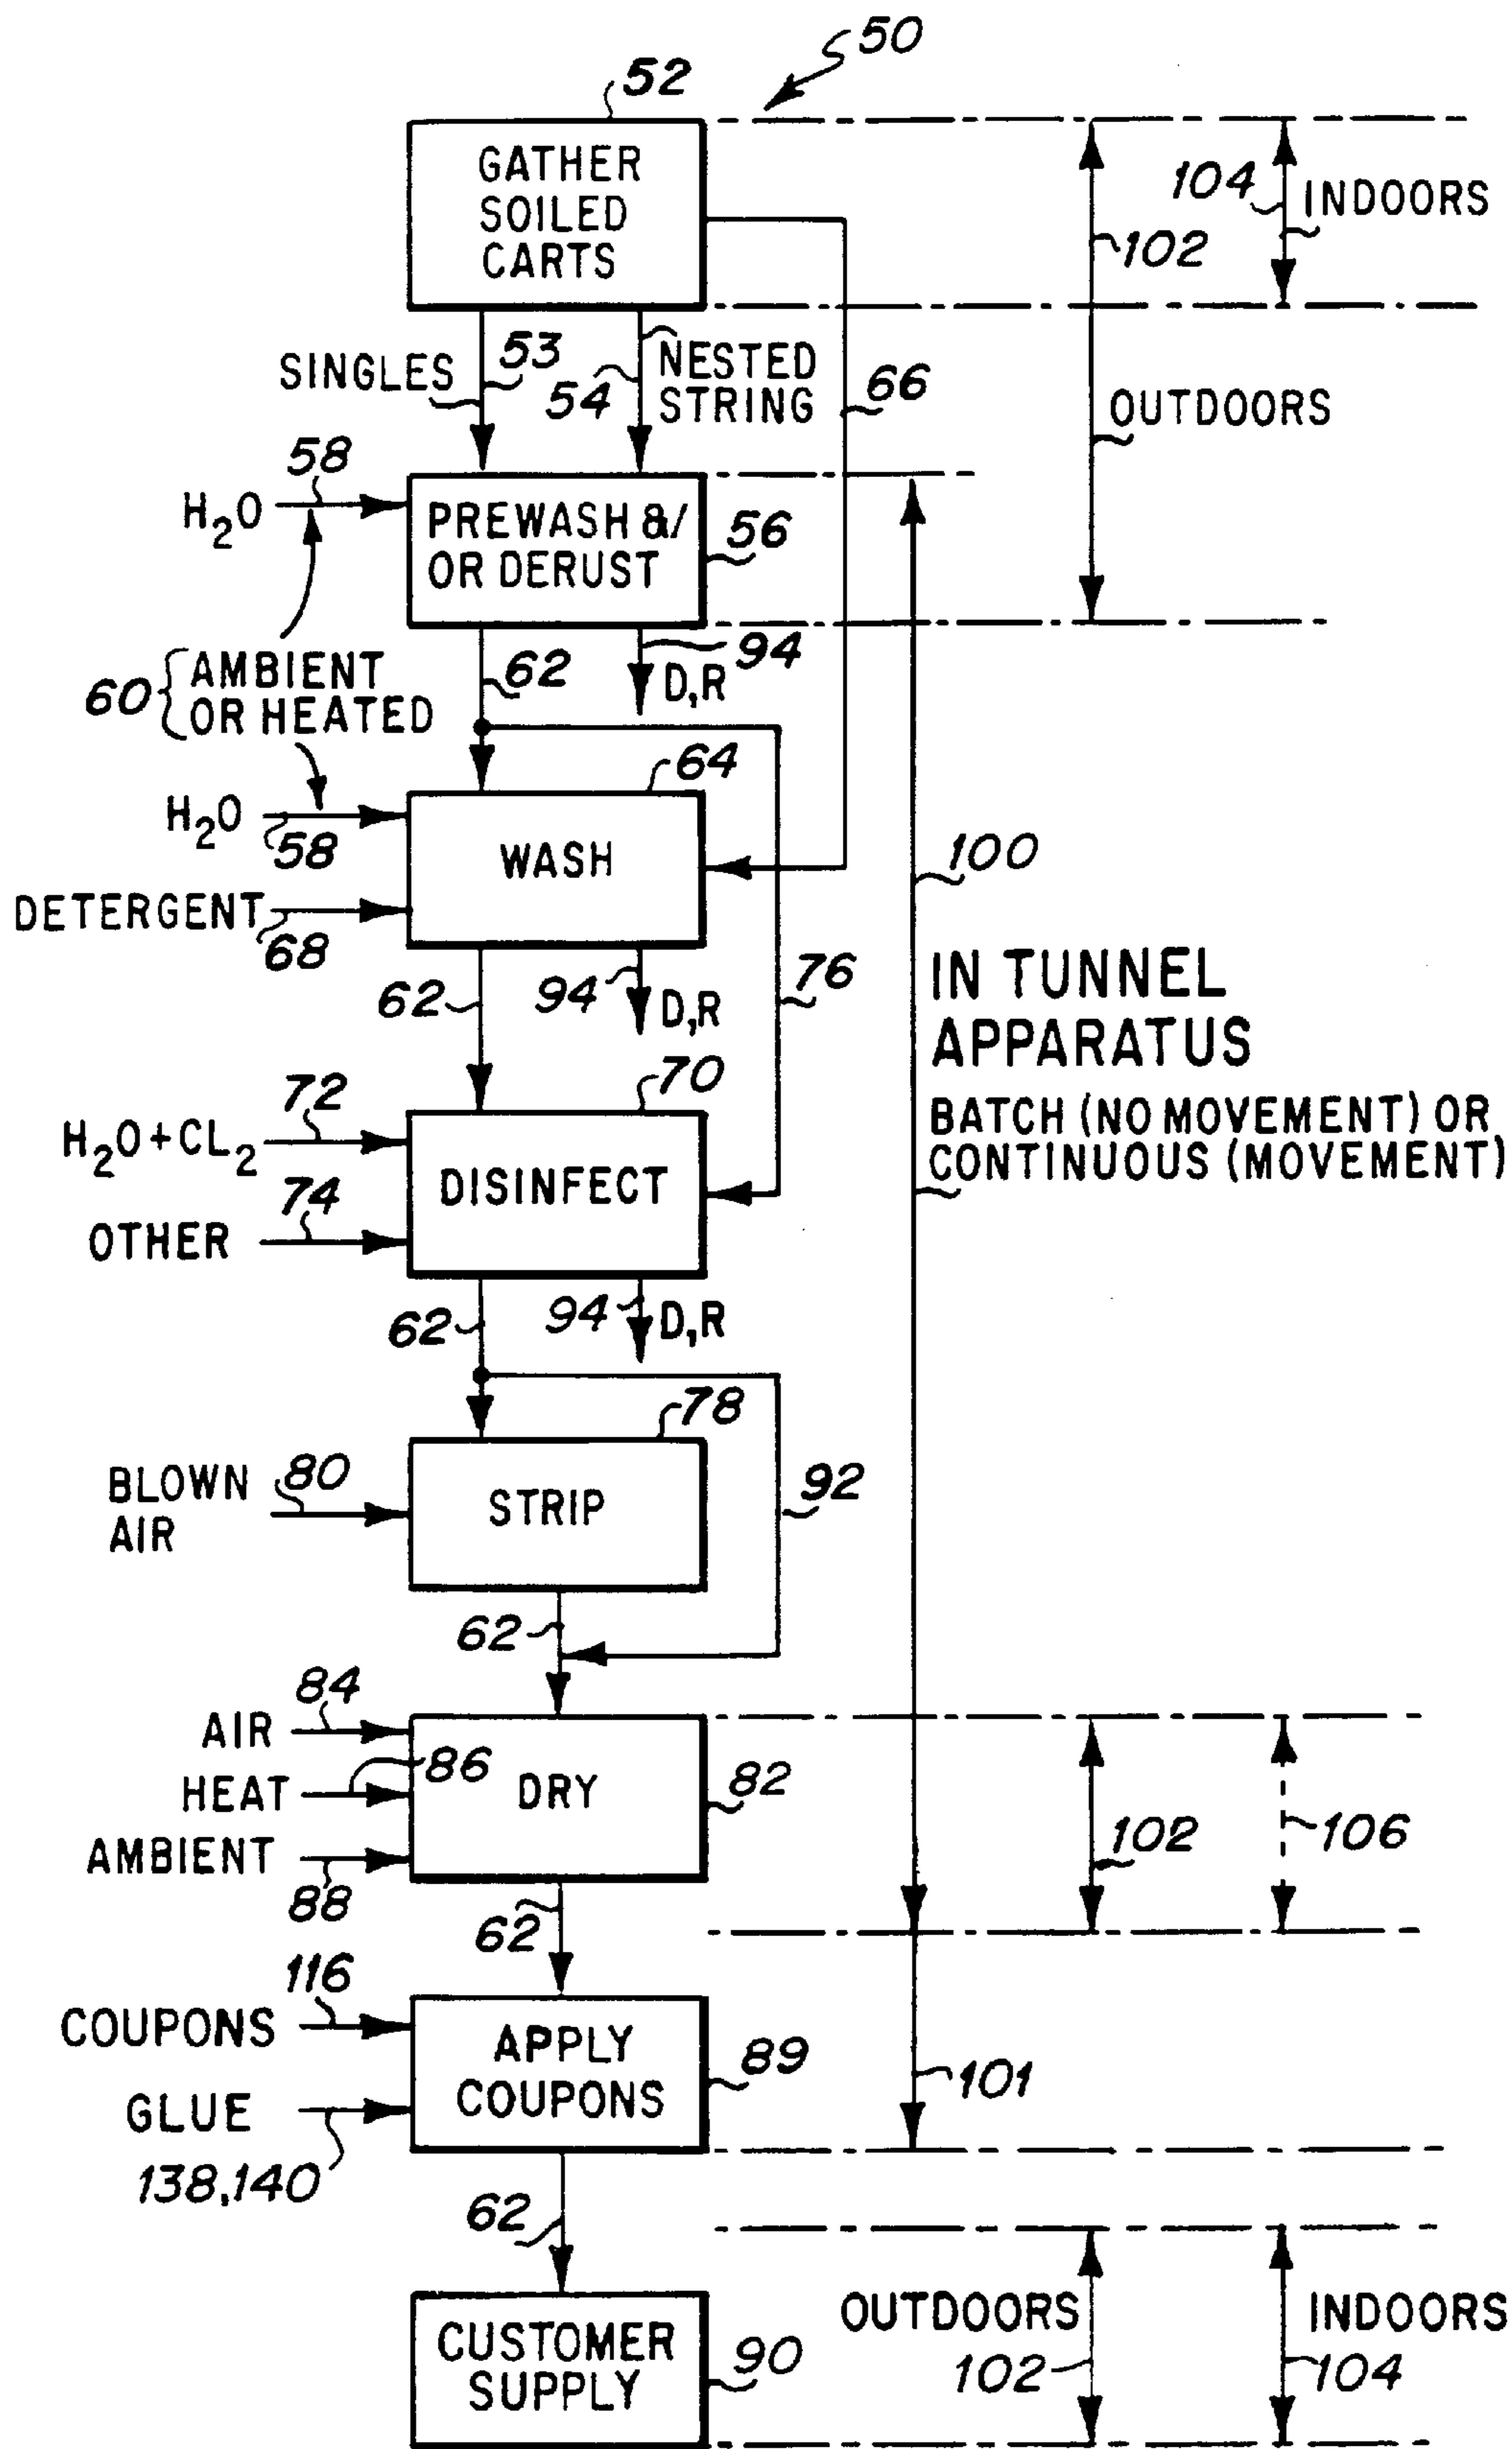 50
52
GATHER
SOILED
CARTS
104
INDOORS
102
SINGLES
53
54
NESTED
STRING
66
OUTDOORS
58
H2O
PREWASH &/
OR DERUST
56
60
AMBIENT
OR HEATED
62
94
D,R
64
H2O
58
WASH
DETERGENT
68
100
62
94
D,R
76
IN TUNNEL
APPARATUS
BATCH (NO MOVEMENT) OR
CONTINUOUS (MOVEMENT)
70
72
H2O+CL2
DISINFECT
74
OTHER
62
94
D,R
78
BLOWN
AIR
80
STRIP
92
62
84
AIR
HEAT
86
DRY
82
AMBIENT
88
102
106
62
116
COUPONS
APPLY
COUPONS
89
GLUE
138,140
101
62
CUSTOMER
SUPPLY
90
OUTDOORS
102
INDOORS
104